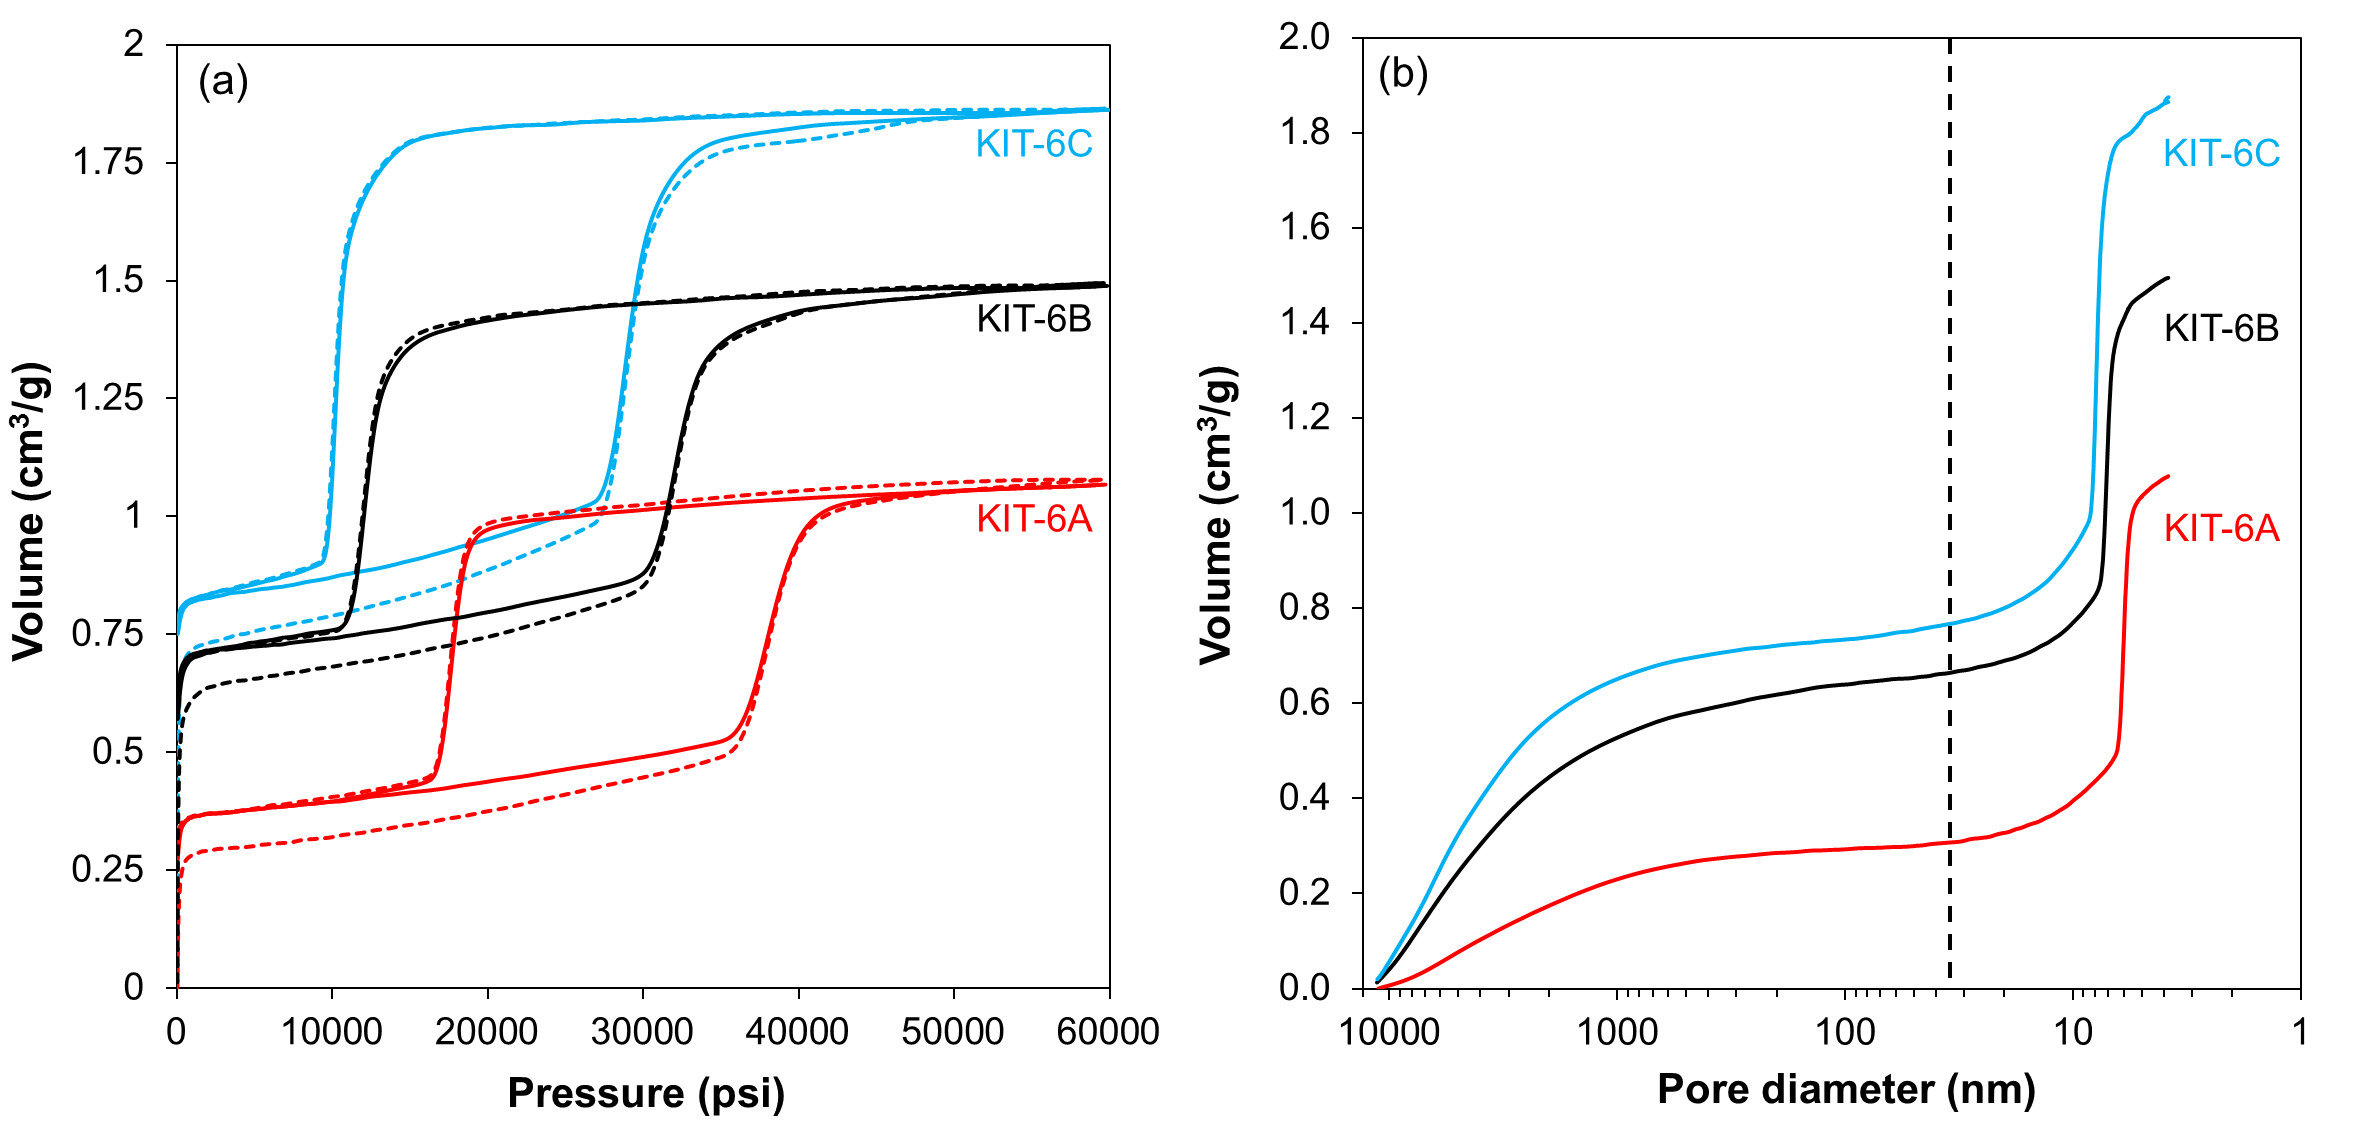 (a)
2
1.75
1.5
1.25
1
0.75
0.5
0.25
0
Volume (cm³/g)
KIT-6C
KIT-6B
KIT-6A
0 10000 20000 30000 40000 50000 60000
Pressure (psi)
(b)
2.0
1.8
1.6
1.4
1.2
1.0
0.8
0.6
0.4
0.2
0.0
Volume (cm³/g)
KIT-6C
KIT-6B
KIT-6A
10000 1000 100 10 1
Pore diameter (nm)